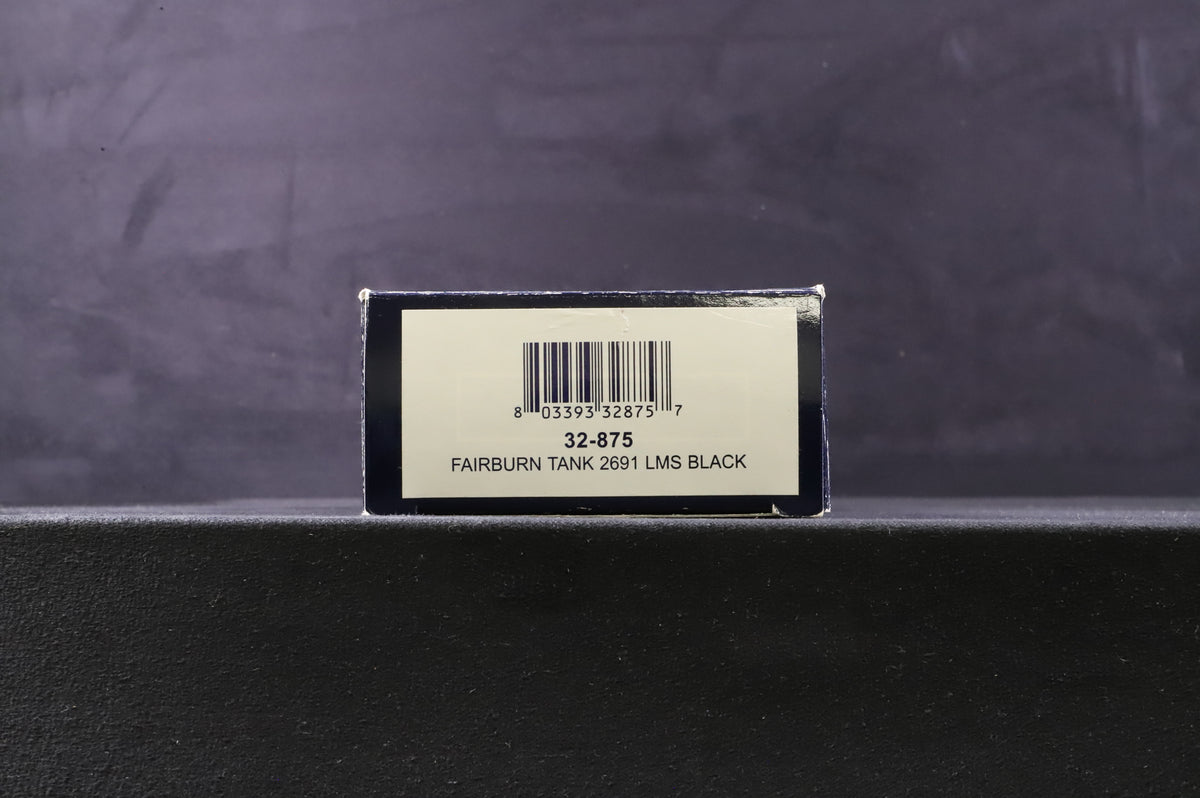 8 03393 32875 7
32-875
FAIRBURN TANK 2691 LMS BLACK